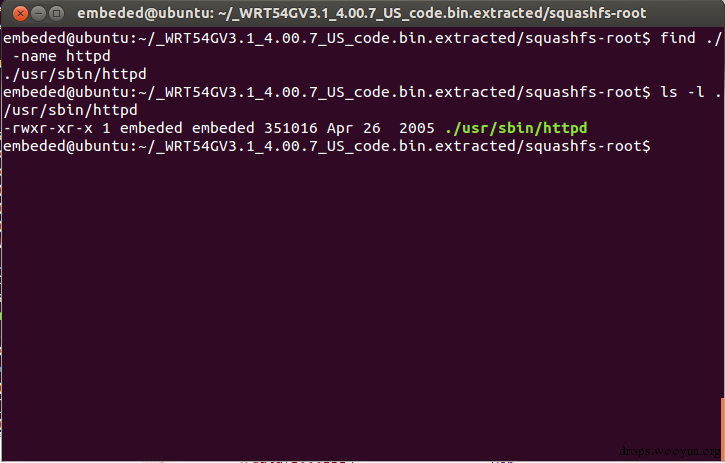 embeded@ubuntu: ~/_WRT54GV3.1_4.00.7_US_code.bin.extracted/squashfs-root
embeded@ubuntu:~/_WRT54GV3.1_4.00.7_US_code.bin.extracted/squashfs-root$ find ./
 -name httpd
./usr/sbin/httpd
embeded@ubuntu:~/_WRT54GV3.1_4.00.7_US_code.bin.extracted/squashfs-root$ ls -l .
/usr/sbin/httpd
-rwxr-xr-x 1 embeded embeded 351016 Apr 26  2005 ./usr/sbin/httpd
embeded@ubuntu:~/_WRT54GV3.1_4.00.7_US_code.bin.extracted/squashfs-root$
drops.wooyun.org